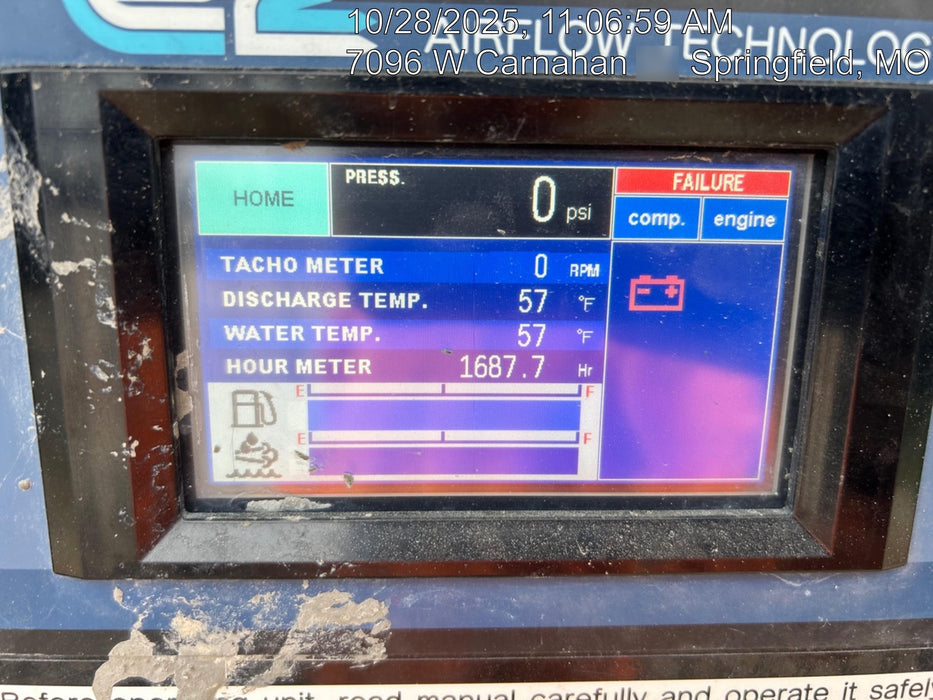 10/28/2025, 11:06:59 AM
AIRFLOW TECHNOLOG
7096 W Carnahan Springfield, MO
HOME
PRESS.
0 psi
FAILURE
comp. engine
TACHO METER 0 RPM
DISCHARGE TEMP. 57 °F
WATER TEMP. 57 °F
HOUR METER 1687.7 Hr
E F
E F
unit, read manual carefully and operate it safely